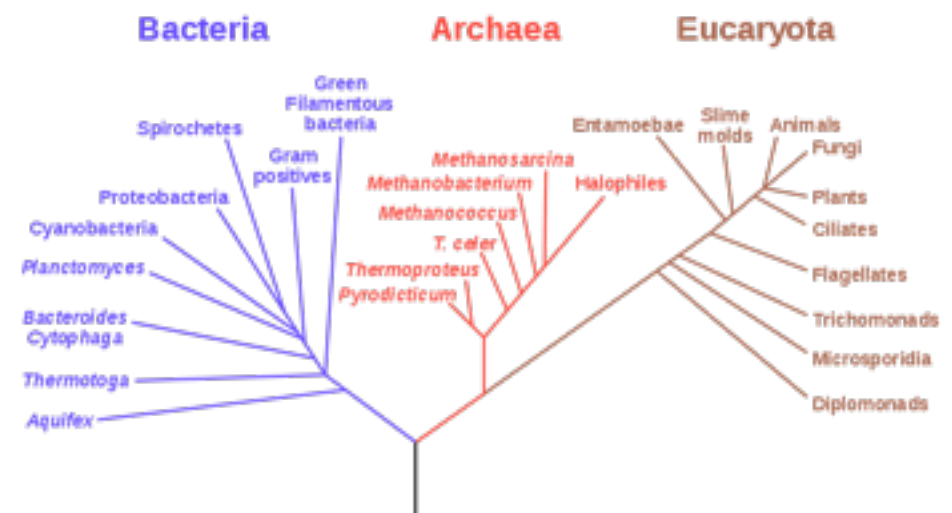 Bacteria
Archaea
Eucaryota
Green
Filamentous
bacteria
Spirochetes
Gram
positives
Proteobacteria
Cyanobacteria
Planctomyces
Bacteroides
Cytophaga
Thermotoga
Aquifex
Methanosarcina
Methanobacterium
Halophiles
Methanococcus
T. celer
Thermoproteus
Pyrodicticum
Entamoebae
Slime
molds
Animals
Fungi
Plants
Ciliates
Flagellates
Trichomonads
Microsporidia
Diplomonads